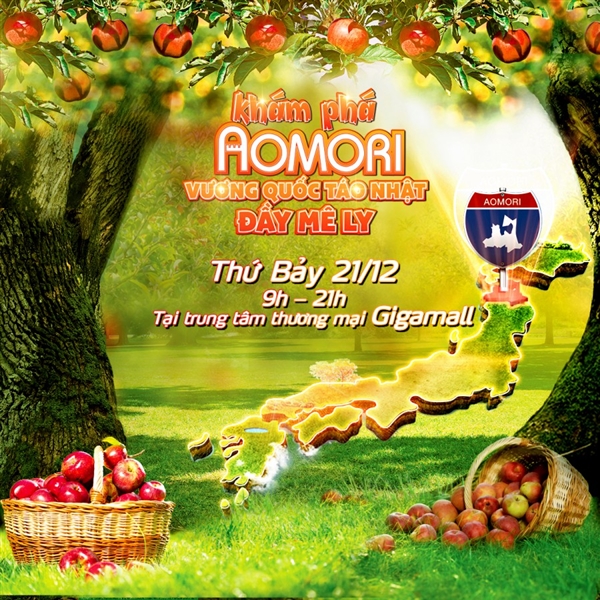 khám phá
AOMORI
VƯƠNG QUỐC TÁO NHẬT
ĐẦY MÊ LY
Thứ Bảy 21/12
9h – 21h
Tại trung tâm thương mại Gigamall
AOMORI